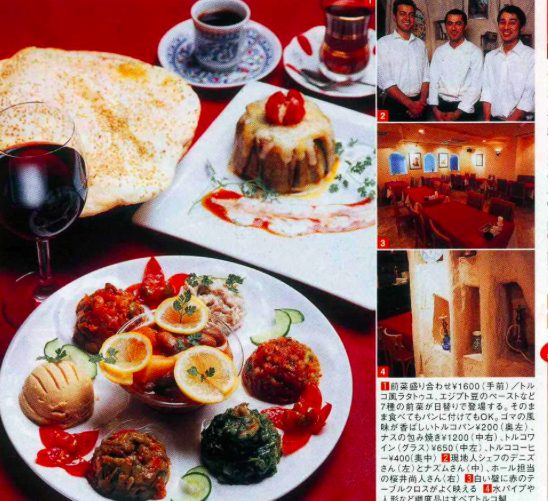 1
2
3
4
1前菜盛り合わせ¥1600(手前)/トル
コ風ラタトゥユ、エジプト豆のペーストなど
7種の前菜が日替りで登場する。そのま
ま食べてもパンに付けてもOK。ゴマの風
味が香ばしいトルコパン¥200(奥左)、
ナスの包み焼き¥1200(中右)、トルコワ
イン(グラス)¥650(中左)、トルココーヒ
ー¥400(奥中) 2現地人シェフのデニズ
さん(左)とナズムさん(中)、ホール担当
の桜井尚人さん(右) 3白い壁に赤のテ
ーブルクロスがよく映える 4水パイプや
人形など調度品はすべてトルコ製